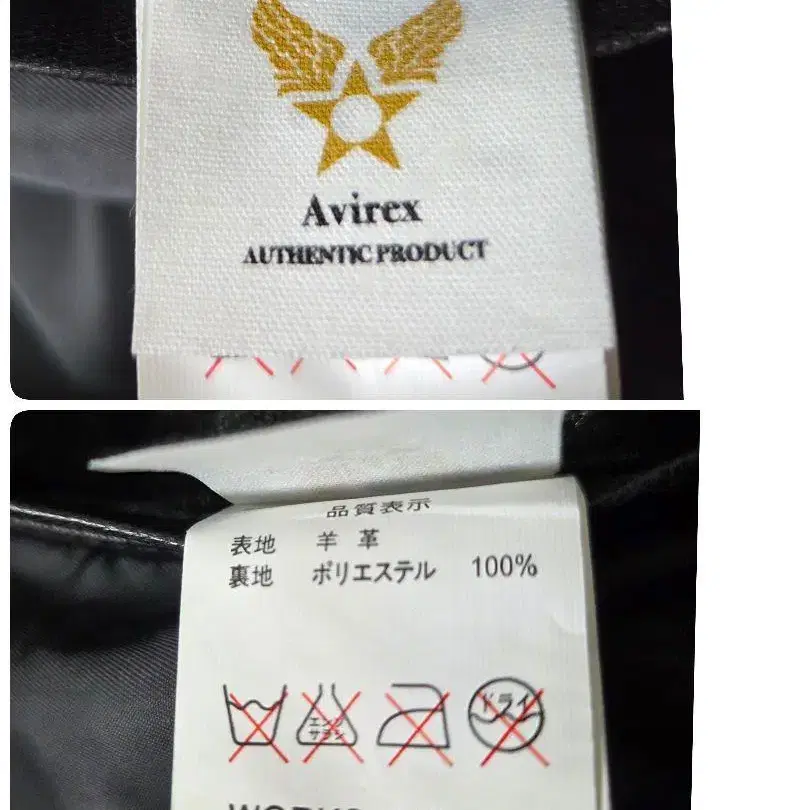 Avirex
AUTHENTIC PRODUCT
品質表示
表地 羊革
裏地 ポリエステル 100%
エンソ
サラシ
ドライ